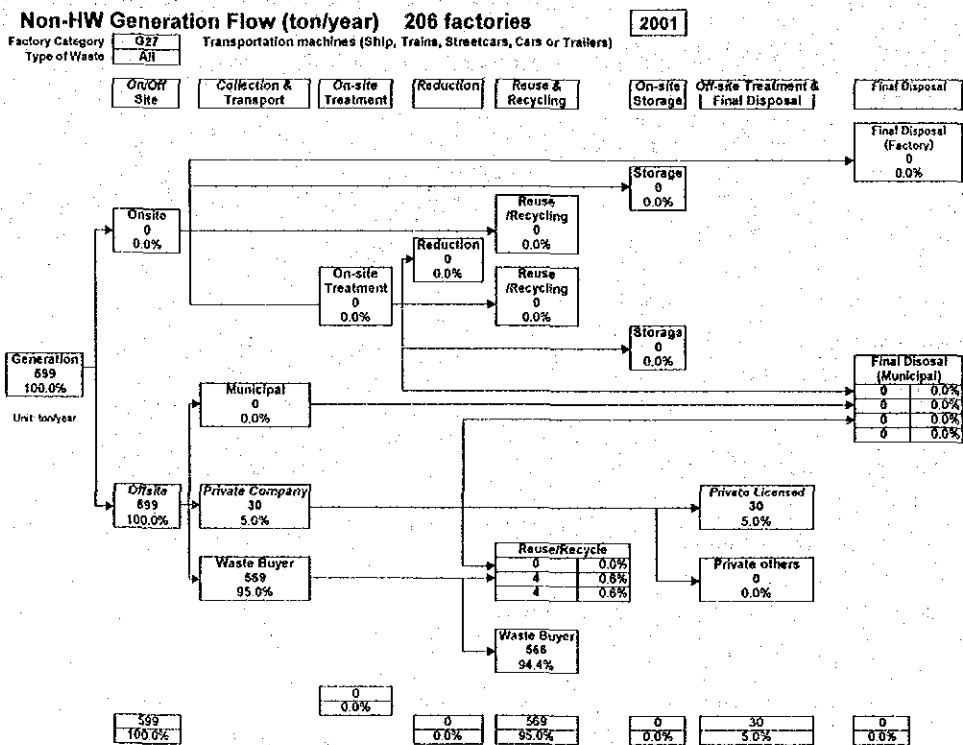 Non-HW Generation Flow (ton/year) 206 factories 2001
Factory Category G27 Transportation machines (Ship, Trains, Streetcars, Cars or Trailers)
Type of Waste All
On/Off Site
Collection & Transport
On-site Treatment
Reduction
Reuse & Recycling
On-site Storage
Off-site Treatment & Final Disposal
Final Disposal
Final Disposal
(Factory)
0
0.0%
Storage
0
0.0%
Onsite
0
0.0%
Reuse
/Recycling
0
0.0%
Reduction
0
0.0%
On-site
Treatment
0
0.0%
Reuse
/Recycling
0
0.0%
Storage
0
0.0%
Generation
599
100.0%
Unit: ton/year
Municipal
0
0.0%
Final Disosal
(Municipal)
0 0.0%
0 0.0%
0 0.0%
0 0.0%
Offsite
599
100.0%
Private Company
30
5.0%
Private Licensed
30
5.0%
Waste Buyer
569
95.0%
Reuse/Recycle
0 0.0%
4 0.6%
4 0.6%
Private others
0
0.0%
Waste Buyer
566
94.4%
0
0.0%
599 0 569 0 30 0
100.0% 0.0% 95.0% 0.0% 5.0% 0.0%